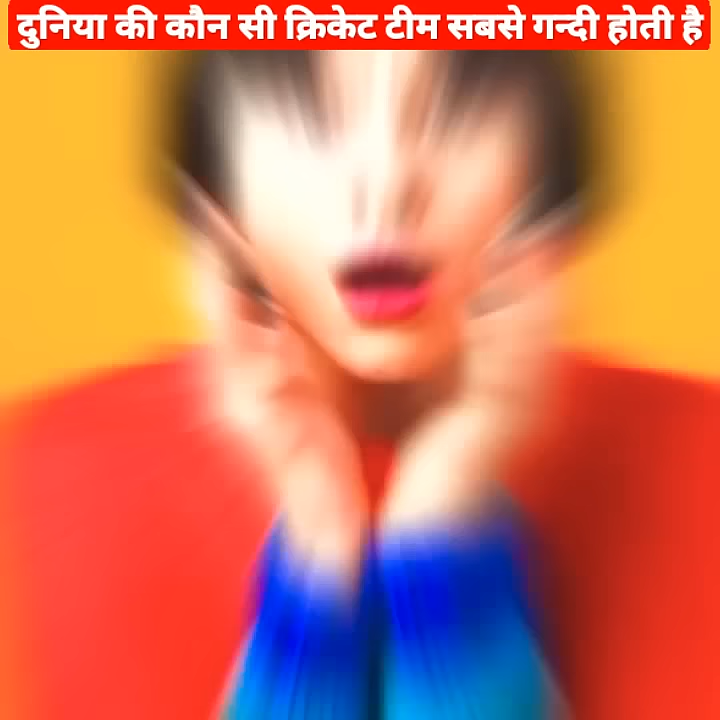 दुनिया की कौन सी क्रिकेट टीम सबसे गन्दी होती है